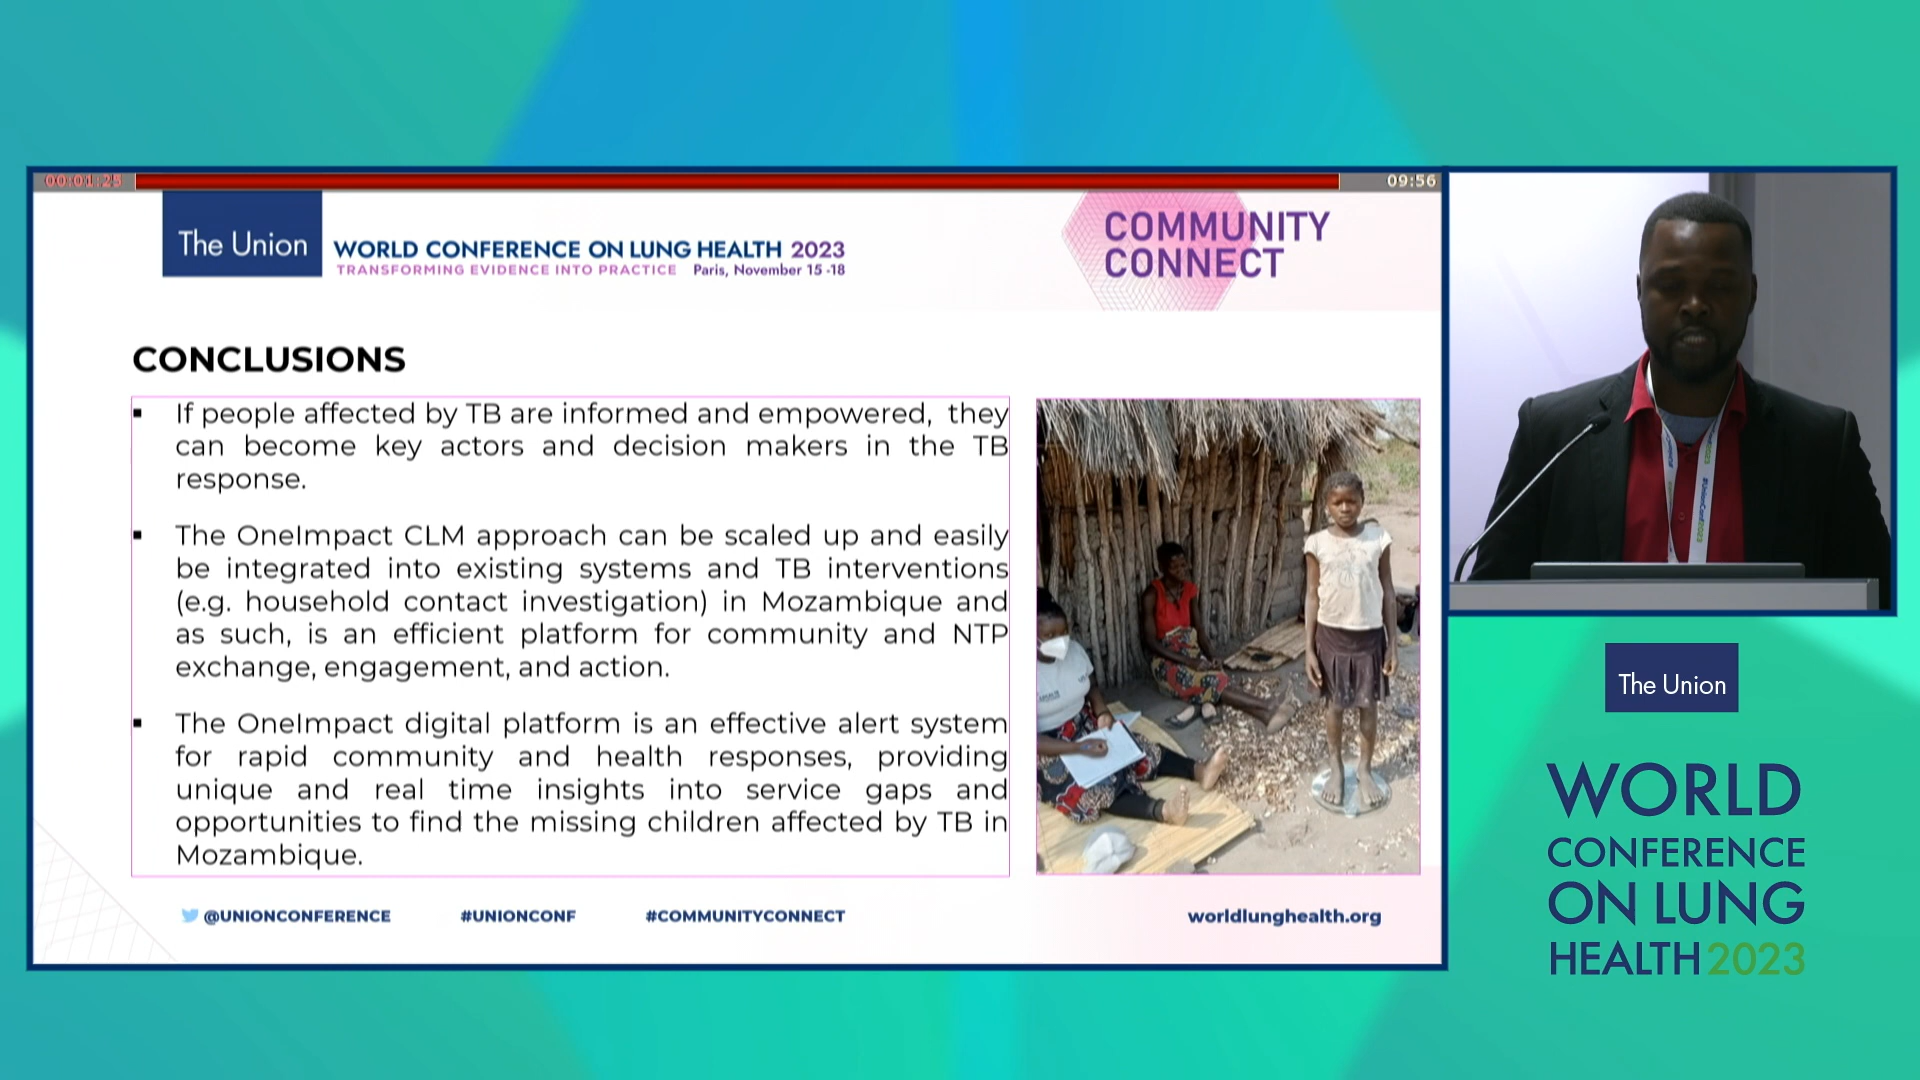 00:01:25
09:56
The Union
WORLD CONFERENCE ON LUNG HEALTH 2023
TRANSFORMING EVIDENCE INTO PRACTICE Paris, November 15 -18
COMMUNITY
CONNECT
CONCLUSIONS
▪ If people affected by TB are informed and empowered, they
can become key actors and decision makers in the TB
response.
▪ The OneImpact CLM approach can be scaled up and easily
be integrated into existing systems and TB interventions
(e.g. household contact investigation) in Mozambique and
as such, is an efficient platform for community and NTP
exchange, engagement, and action.
▪ The OneImpact digital platform is an effective alert system
for rapid community and health responses, providing
unique and real time insights into service gaps and
opportunities to find the missing children affected by TB in
Mozambique.
@UNIONCONFERENCE
#UNIONCONF
#COMMUNITYCONNECT
worldlunghealth.org
The Union
WORLD
CONFERENCE
ON LUNG
HEALTH 2023